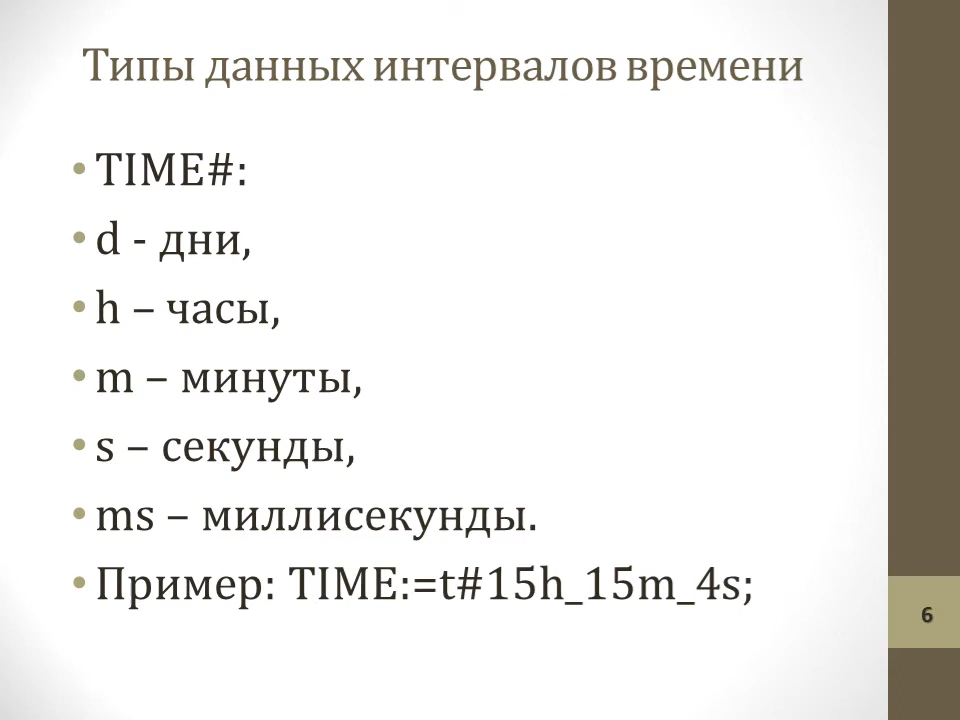 Типы данных интервалов времени
• TIME#:
• d - дни,
• h – часы,
• m – минуты,
• s – секунды,
• ms – миллисекунды.
• Пример: TIME:=t#15h_15m_4s;
6